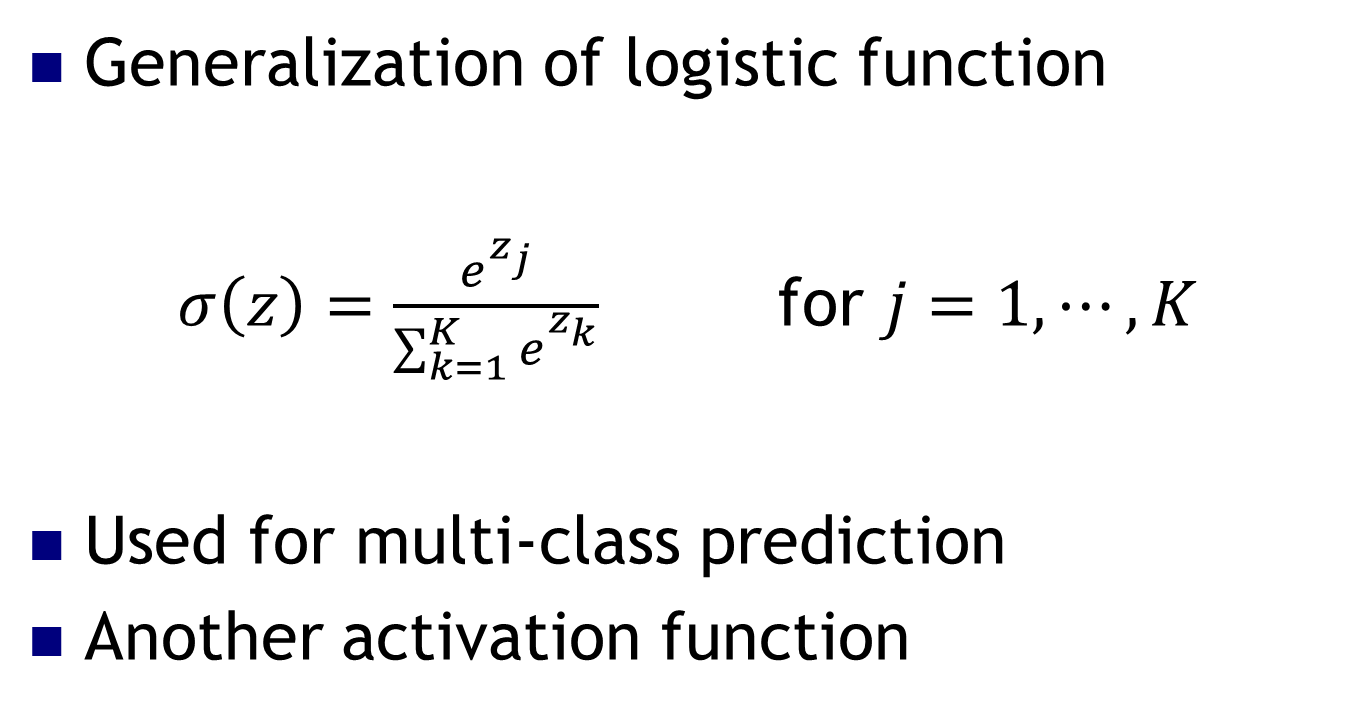 ■ Generalization of logistic function
σ(z) = e^{z_j} / ∑_{k=1}^{K} e^{z_k} for j = 1, ⋯ , K
■ Used for multi-class prediction
■ Another activation function